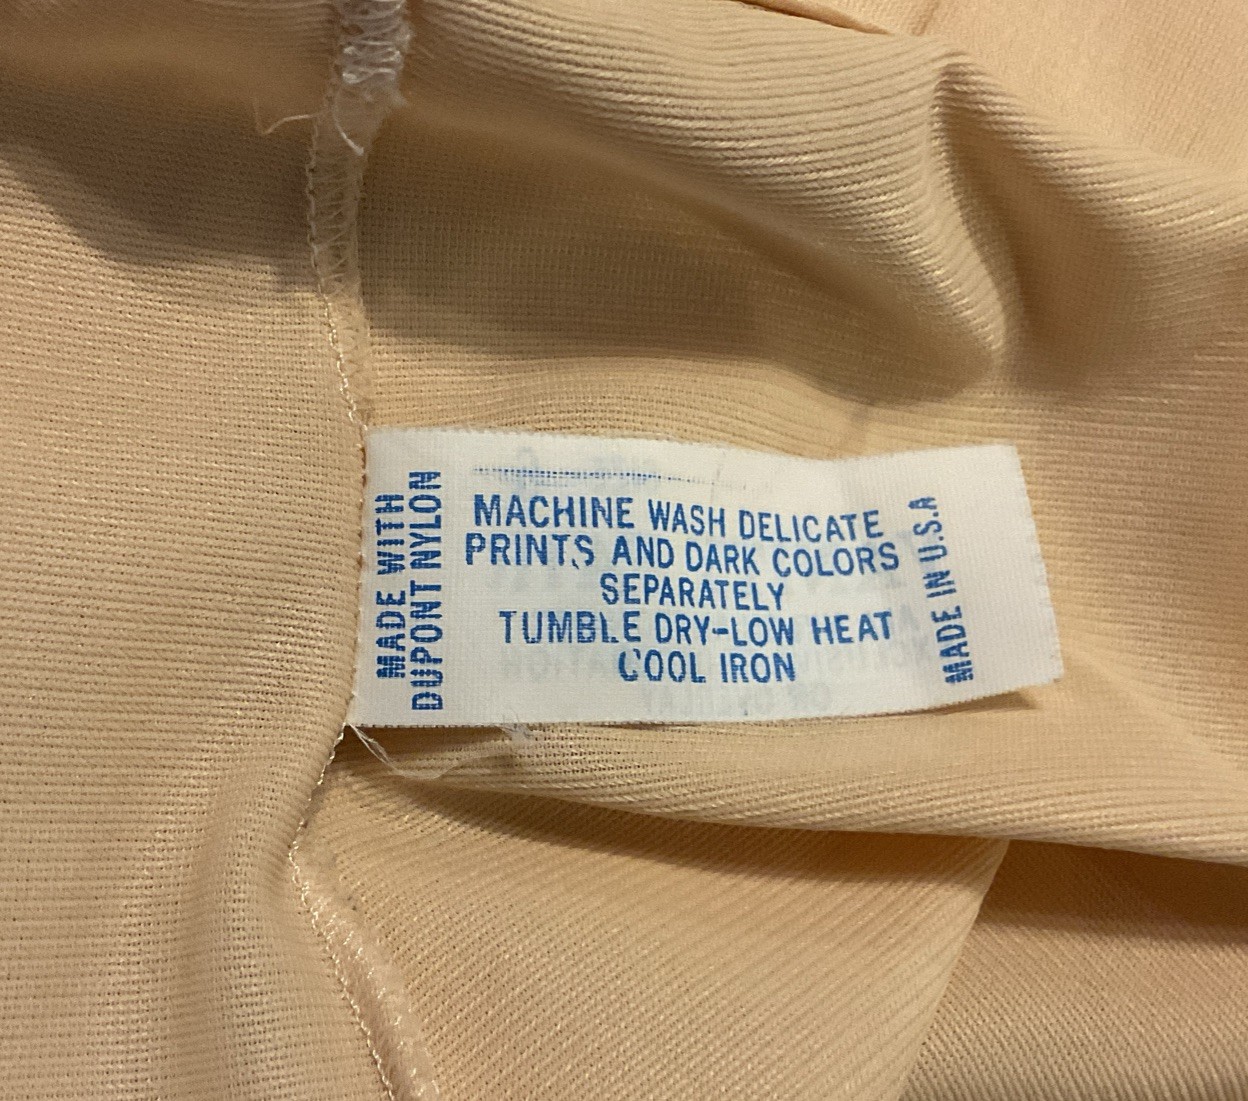 MADE WITH
DUPONT NYLON
MACHINE WASH DELICATE
PRINTS AND DARK COLORS
SEPARATELY
TUMBLE DRY-LOW HEAT
COOL IRON
MADE IN U.S.A